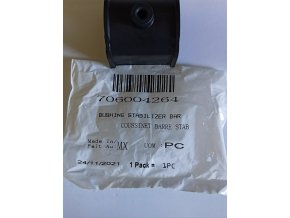 706004264
BUSHING STABILIZER BAR
COUSSINET BARRE STAB
Made In/
Fait Au MX UOM: PC
24/11/2021 1 Pack = 1PC